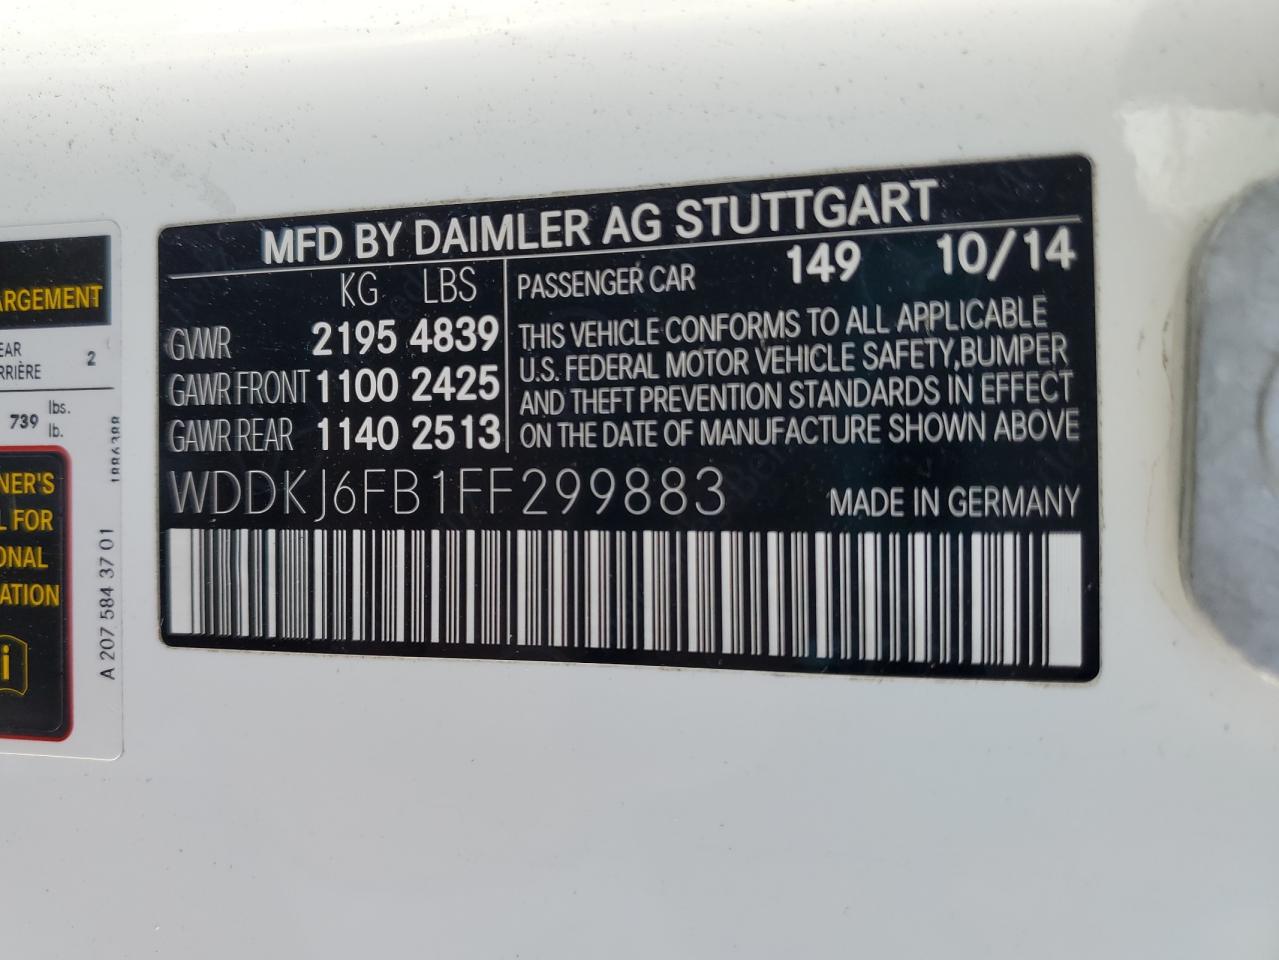 MFD BY DAIMLER AG STUTTGART
KG LBS
GVWR 2195 4839
GAWR FRONT 1100 2425
GAWR REAR 1140 2513
PASSENGER CAR 149 10/14
THIS VEHICLE CONFORMS TO ALL APPLICABLE
U.S. FEDERAL MOTOR VEHICLE SAFETY,BUMPER
AND THEFT PREVENTION STANDARDS IN EFFECT
ON THE DATE OF MANUFACTURE SHOWN ABOVE
WDDKJ6FB1FF299883 MADE IN GERMANY
ARGEMENT
EAR
RRIÈRE 2
739 lbs.
lb.
NER'S
L FOR
ONAL
ATION
i
A 207 584 37 01